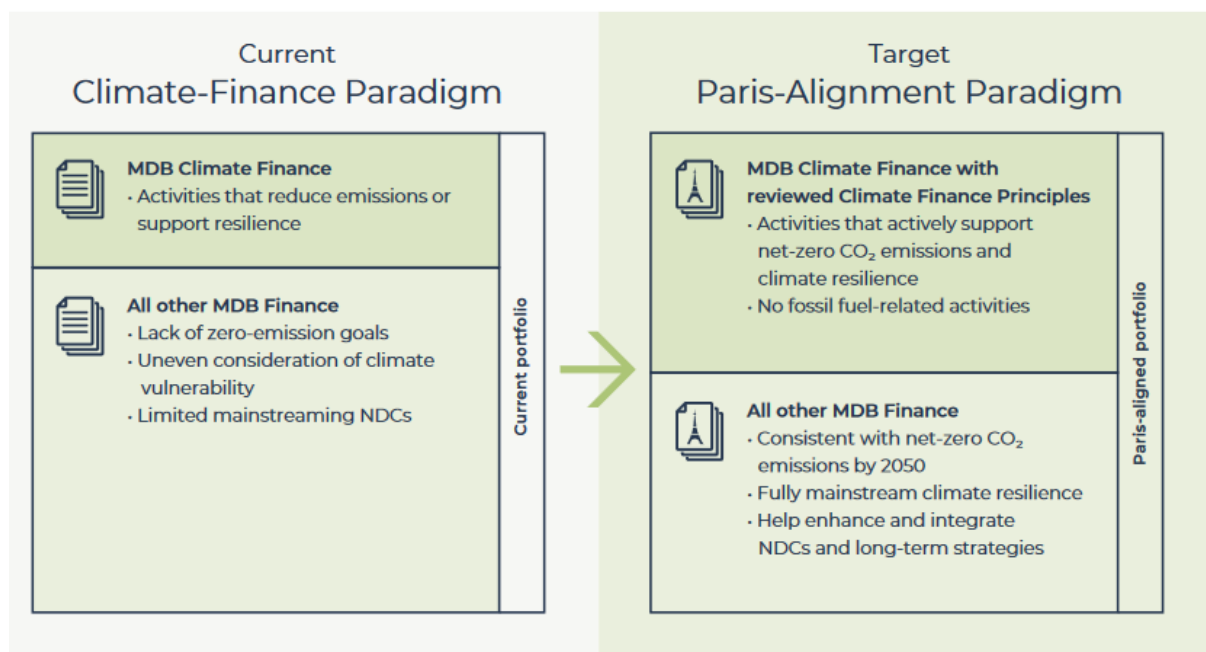 Current
Climate-Finance Paradigm
MDB Climate Finance
· Activities that reduce emissions or
support resilience
All other MDB Finance
· Lack of zero-emission goals
· Uneven consideration of climate
vulnerability
· Limited mainstreaming NDCs
Current portfolio
Target
Paris-Alignment Paradigm
MDB Climate Finance with
reviewed Climate Finance Principles
· Activities that actively support
net-zero CO₂ emissions and
climate resilience
· No fossil fuel-related activities
All other MDB Finance
· Consistent with net-zero CO₂
emissions by 2050
· Fully mainstream climate resilience
· Help enhance and integrate
NDCs and long-term strategies
Paris-aligned portfolio